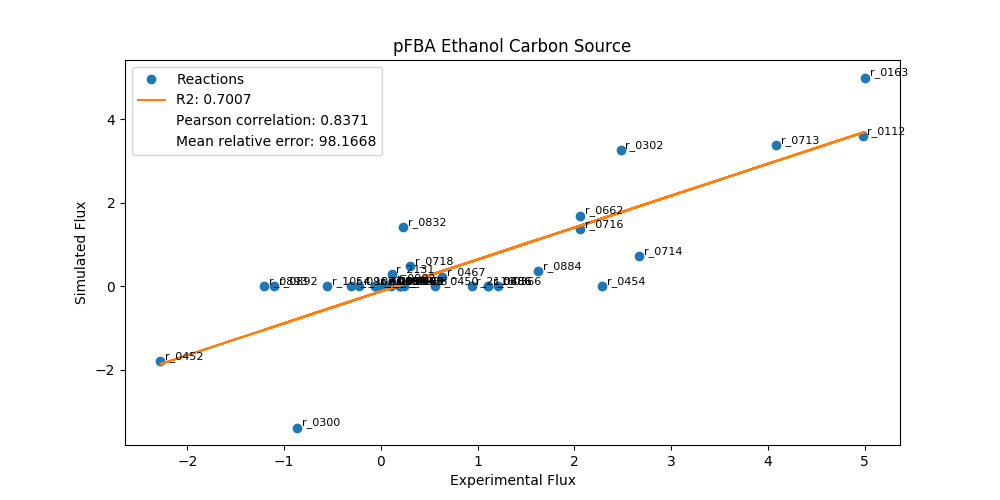 pFBA Ethanol Carbon Source
Reactions
R2: 0.7007
Pearson correlation: 0.8371
Mean relative error: 98.1668
r_0163
r_0112
r_0713
r_0302
r_0662
r_0716
r_0832
r_0714
r_0718
r_2131
r_0467
r_0884
r_0892
r_1054
r_0450
r_0366
r_0454
r_0452
r_0300
4
2
0
−2
−2
−1
0
1
2
3
4
5
Simulated Flux
Experimental Flux